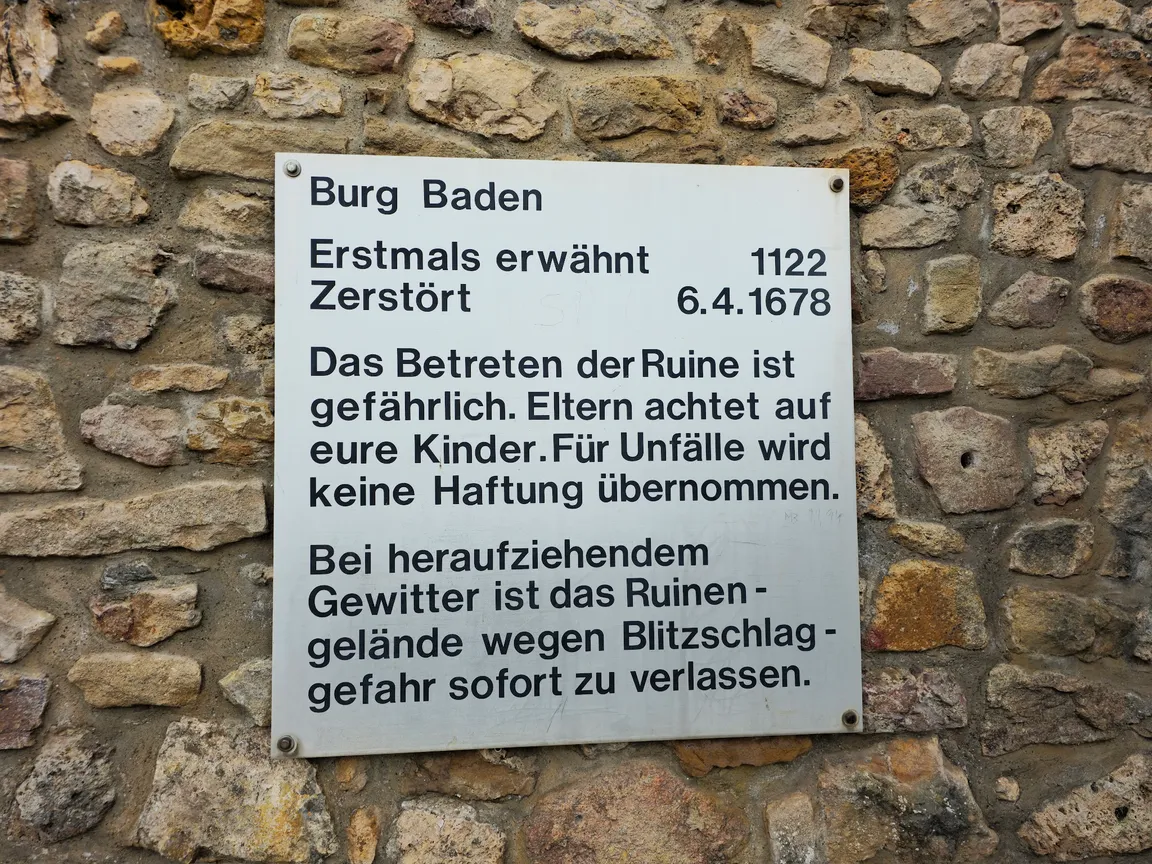 Burg Baden
Erstmals erwähnt 1122
Zerstört 6.4.1678
Das Betreten der Ruine ist
gefährlich. Eltern achtet auf
eure Kinder. Für Unfälle wird
keine Haftung übernommen.
Bei heraufziehendem
Gewitter ist das Ruinen-
gelände wegen Blitzschlag-
gefahr sofort zu verlassen.